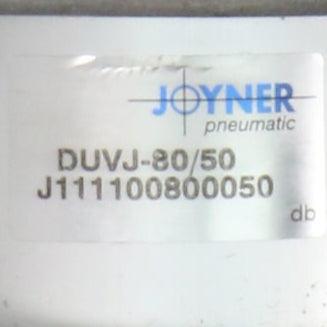 JOYNER
pneumatic
DUVJ-80/50
J111100800050
db